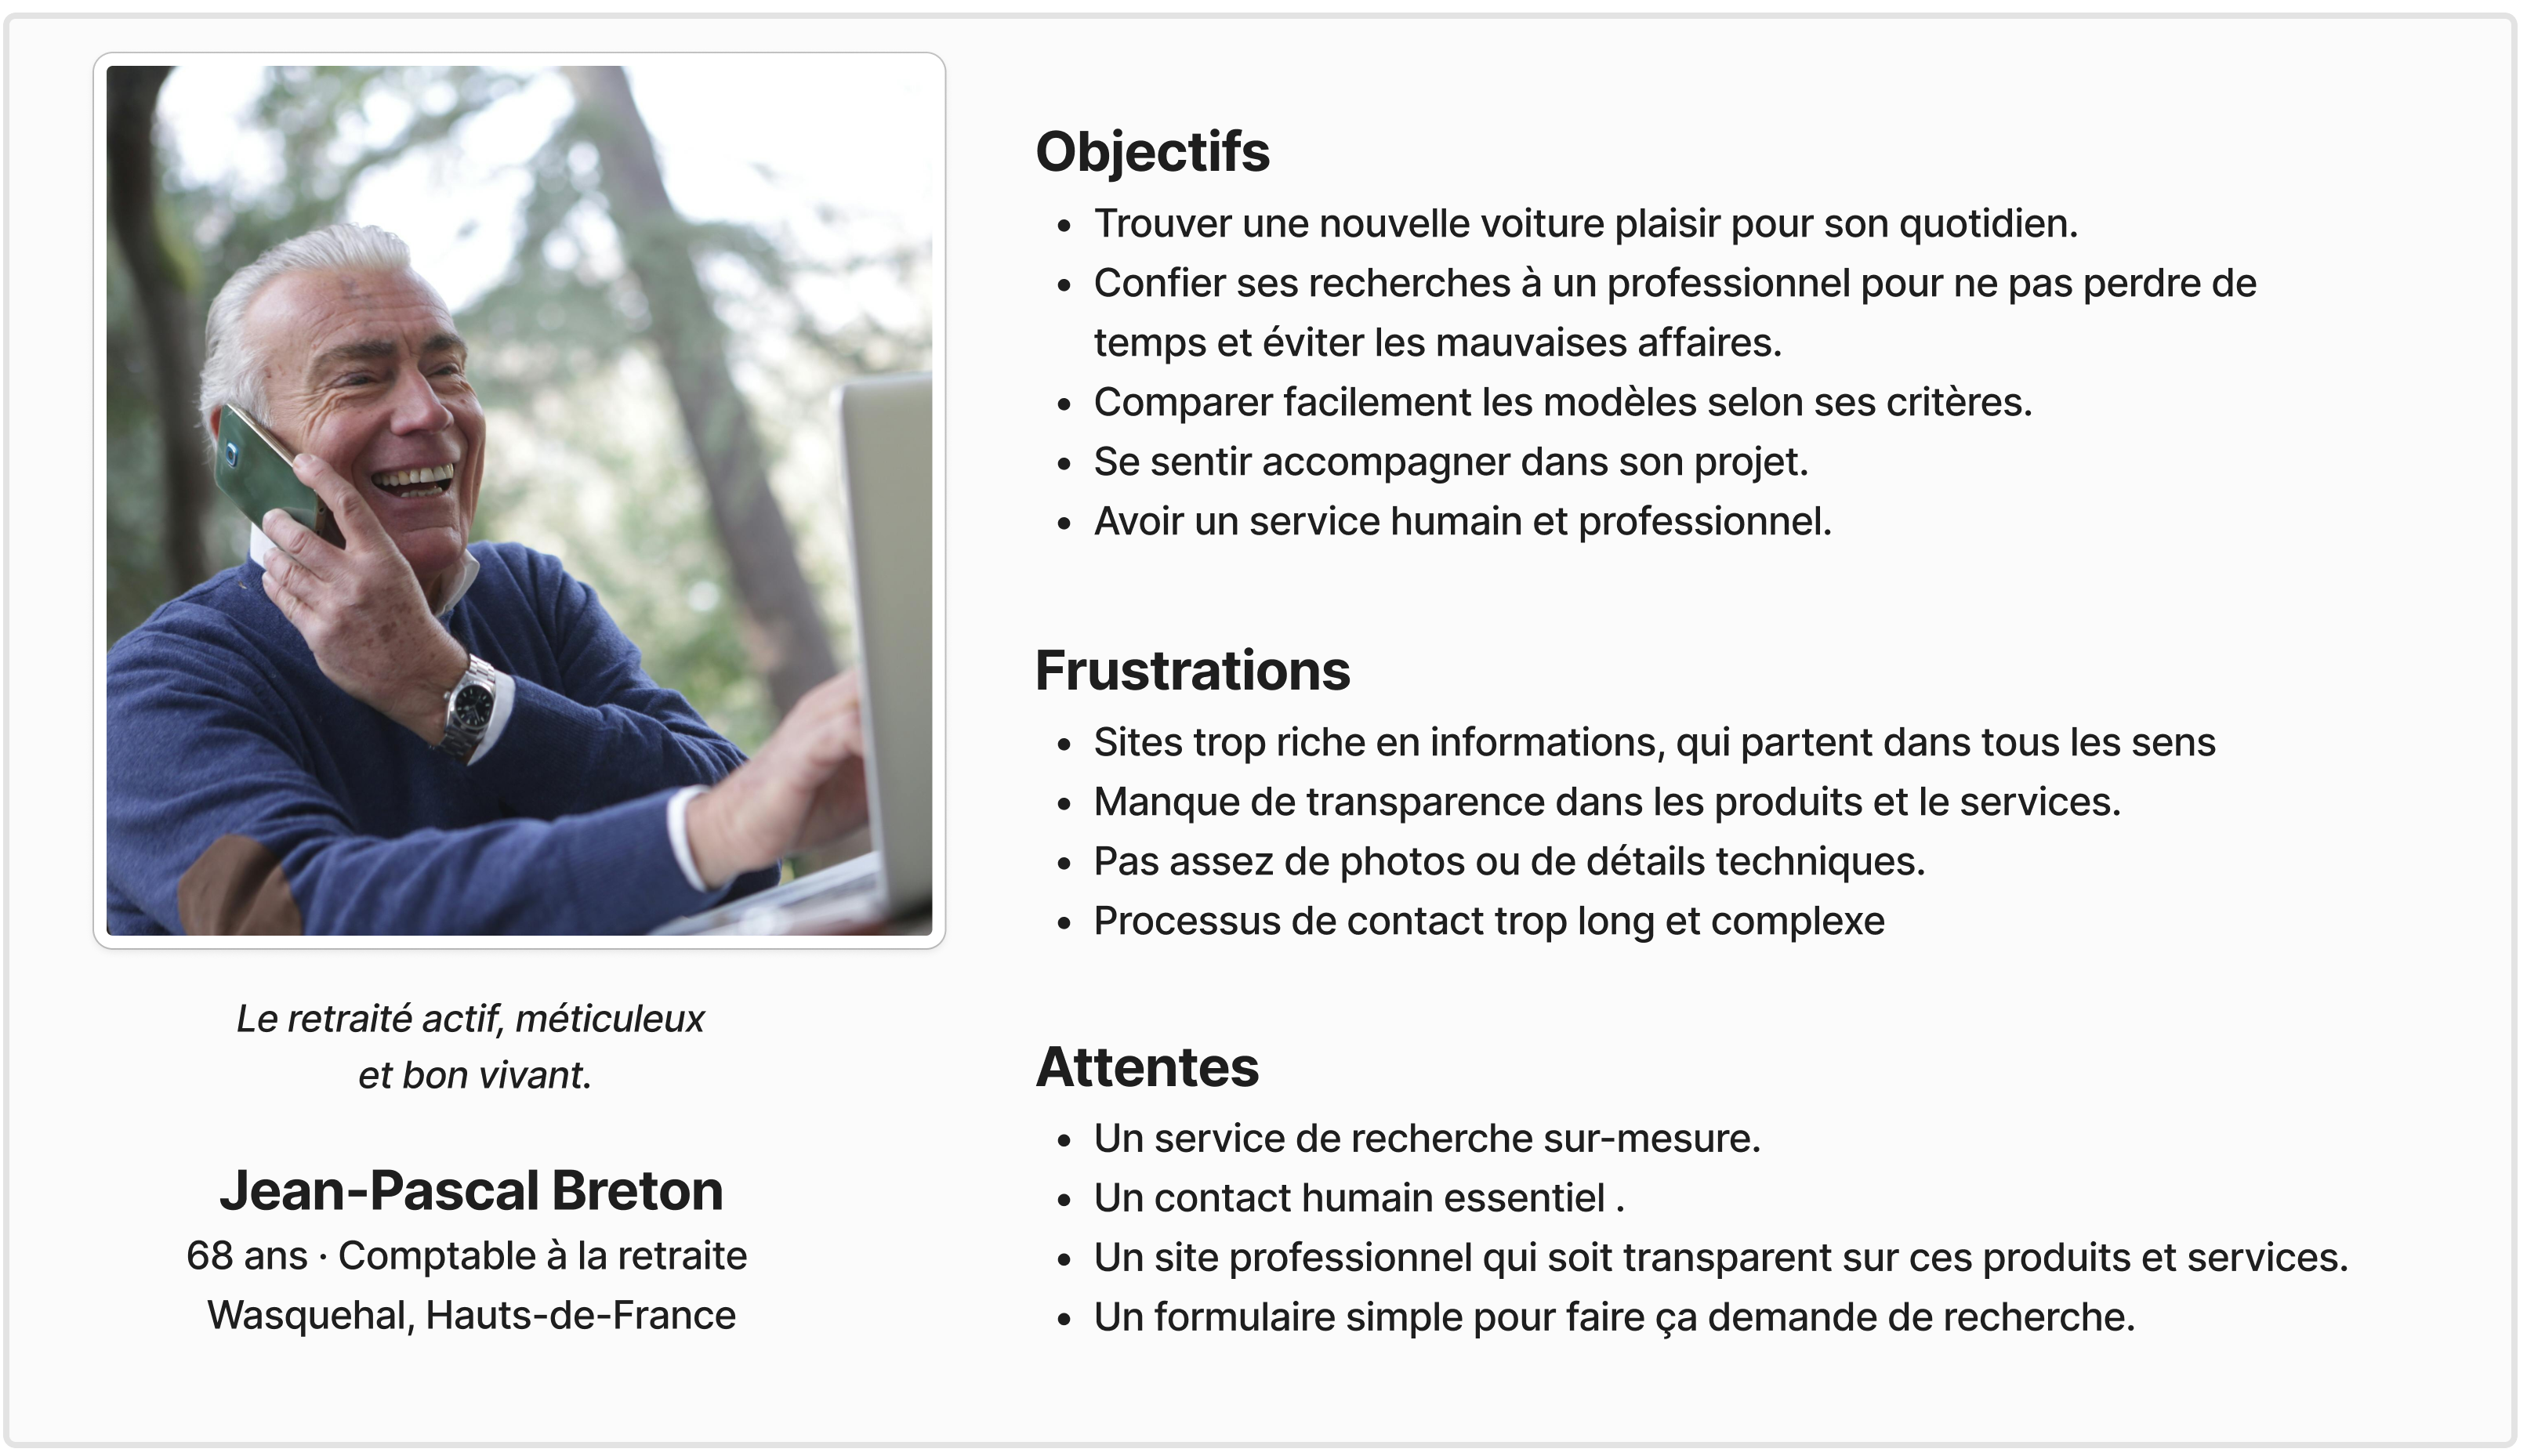 Le retraité actif, méticuleux
et bon vivant.
Jean-Pascal Breton
68 ans · Comptable à la retraite
Wasquehal, Hauts-de-France
Objectifs
• Trouver une nouvelle voiture plaisir pour son quotidien.
• Confier ses recherches à un professionnel pour ne pas perdre de
temps et éviter les mauvaises affaires.
• Comparer facilement les modèles selon ses critères.
• Se sentir accompagner dans son projet.
• Avoir un service humain et professionnel.
Frustrations
• Sites trop riche en informations, qui partent dans tous les sens
• Manque de transparence dans les produits et le services.
• Pas assez de photos ou de détails techniques.
• Processus de contact trop long et complexe
Attentes
• Un service de recherche sur-mesure.
• Un contact humain essentiel .
• Un site professionnel qui soit transparent sur ces produits et services.
• Un formulaire simple pour faire ça demande de recherche.